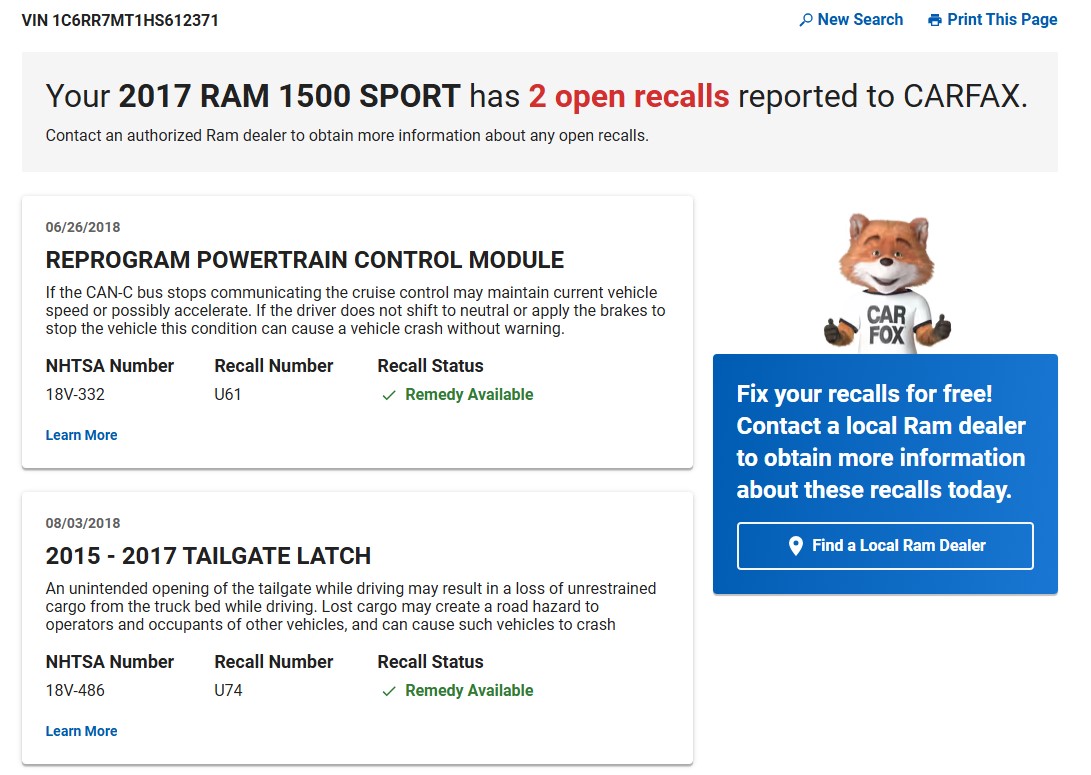 VIN 1C6RR7MT1HS612371
New Search
Print This Page
Your 2017 RAM 1500 SPORT has 2 open recalls reported to CARFAX.
Contact an authorized Ram dealer to obtain more information about any open recalls.
06/26/2018
REPROGRAM POWERTRAIN CONTROL MODULE
If the CAN-C bus stops communicating the cruise control may maintain current vehicle
speed or possibly accelerate. If the driver does not shift to neutral or apply the brakes to
stop the vehicle this condition can cause a vehicle crash without warning.
NHTSA Number Recall Number Recall Status
18V-332 U61 Remedy Available
Learn More
08/03/2018
2015 - 2017 TAILGATE LATCH
An unintended opening of the tailgate while driving may result in a loss of unrestrained
cargo from the truck bed while driving. Lost cargo may create a road hazard to
operators and occupants of other vehicles, and can cause such vehicles to crash
NHTSA Number Recall Number Recall Status
18V-486 U74 Remedy Available
Learn More
CAR
FOX
Fix your recalls for free!
Contact a local Ram dealer
to obtain more information
about these recalls today.
Find a Local Ram Dealer